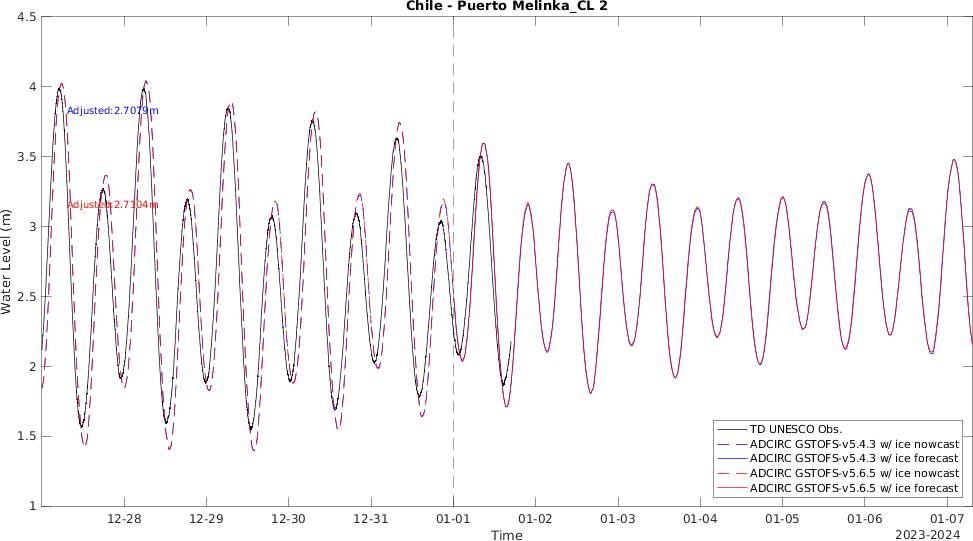 Chile - Puerto Melinka_CL 2
4.5
4
3.5
3
2.5
2
1.5
1
Water Level (m)
Adjusted:2.7079m
Adjusted:2.7104m
TD UNESCO Obs.
ADCIRC GSTOFS-v5.4.3 w/ ice nowcast
ADCIRC GSTOFS-v5.4.3 w/ ice forecast
ADCIRC GSTOFS-v5.6.5 w/ ice nowcast
ADCIRC GSTOFS-v5.6.5 w/ ice forecast
12-28 12-29 12-30 12-31 01-01 01-02 01-03 01-04 01-05 01-06 01-07
Time
2023-2024